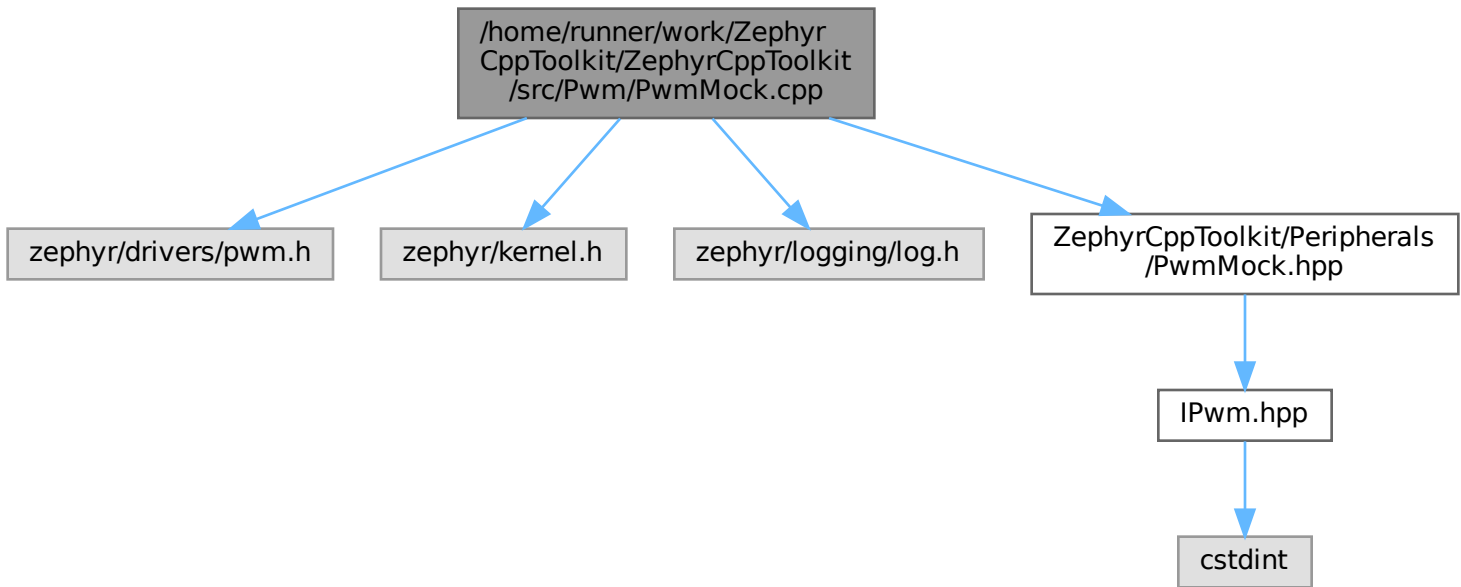 /home/runner/work/Zephyr
CppToolkit/ZephyrCppToolkit
/src/Pwm/PwmMock.cpp
zephyr/drivers/pwm.h
zephyr/kernel.h
zephyr/logging/log.h
ZephyrCppToolkit/Peripherals
/PwmMock.hpp
IPwm.hpp
cstdint